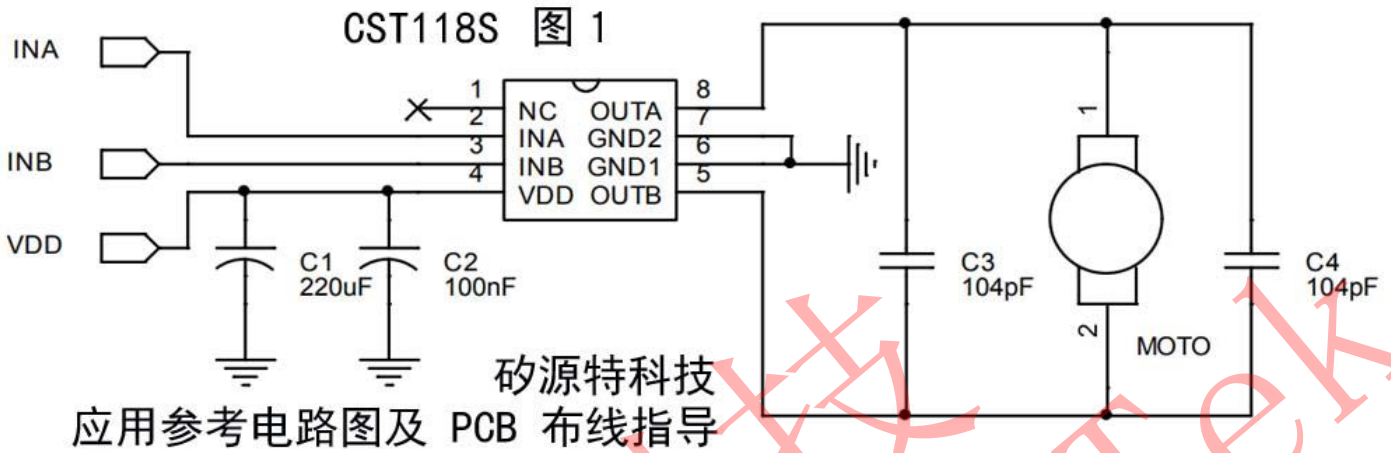 CST118S 图 1
INA
INB
VDD
1
2
3
4
NC OUTA
INA GND2
INB GND1
VDD OUTB
8
7
6
5
C1
220uF
C2
100nF
C3
104pF
1
2
MOTO
C4
104pF
矽源特科技
应用参考电路图及 PCB 布线指导
技
Tek